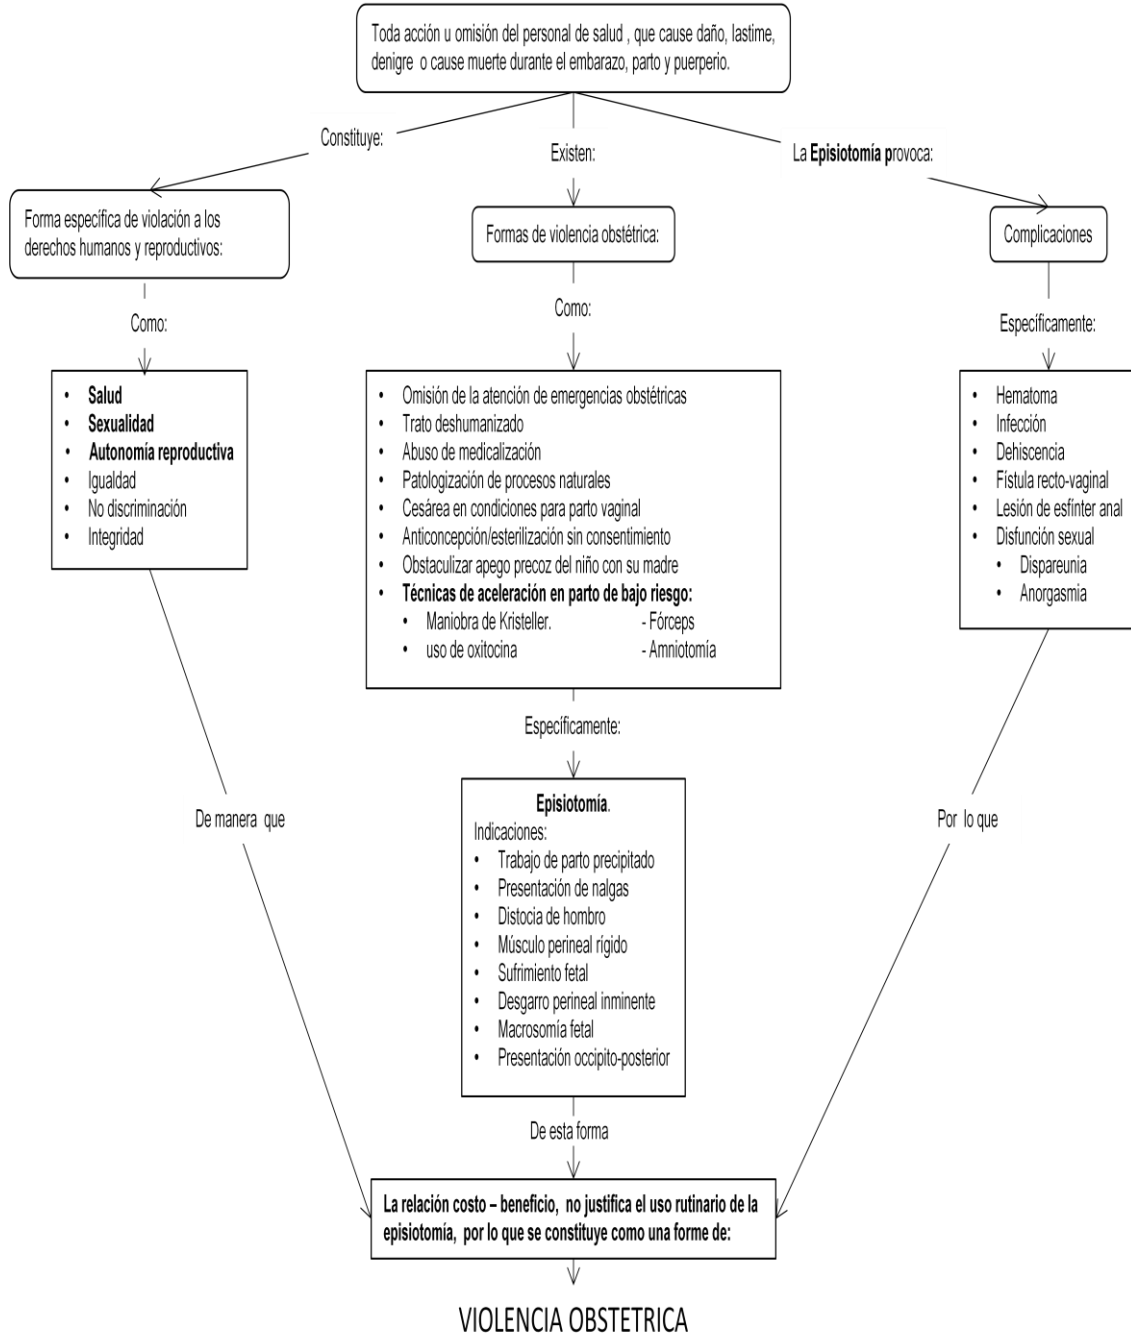 Toda acción u omisión del personal de salud , que cause daño, lastime,
denigre o cause muerte durante el embarazo, parto y puerperio.
Constituye:
Existen:
La Episiotomía provoca:
Forma específica de violación a los
derechos humanos y reproductivos:
Formas de violencia obstétrica:
Complicaciones
Como:
Como:
Específicamente:
• Salud
• Sexualidad
• Autonomía reproductiva
• Igualdad
• No discriminación
• Integridad
• Omisión de la atención de emergencias obstétricas
• Trato deshumanizado
• Abuso de medicalización
• Patologización de procesos naturales
• Cesárea en condiciones para parto vaginal
• Anticoncepción/esterilización sin consentimiento
• Obstaculizar apego precoz del niño con su madre
• Técnicas de aceleración en parto de bajo riesgo:
• Maniobra de Kristeller. - Fórceps
• uso de oxitocina - Amniotomía
• Hematoma
• Infección
• Dehiscencia
• Fístula recto-vaginal
• Lesión de esfínter anal
• Disfunción sexual
• Dispareunia
• Anorgasmia
Específicamente:
De manera que
Episiotomía.
Indicaciones:
• Trabajo de parto precipitado
• Presentación de nalgas
• Distocia de hombro
• Músculo perineal rígido
• Sufrimiento fetal
• Desgarro perineal inminente
• Macrosomía fetal
• Presentación occipito-posterior
Por lo que
De esta forma
La relación costo – beneficio, no justifica el uso rutinario de la
episiotomía, por lo que se constituye como una forme de:
VIOLENCIA OBSTETRICA